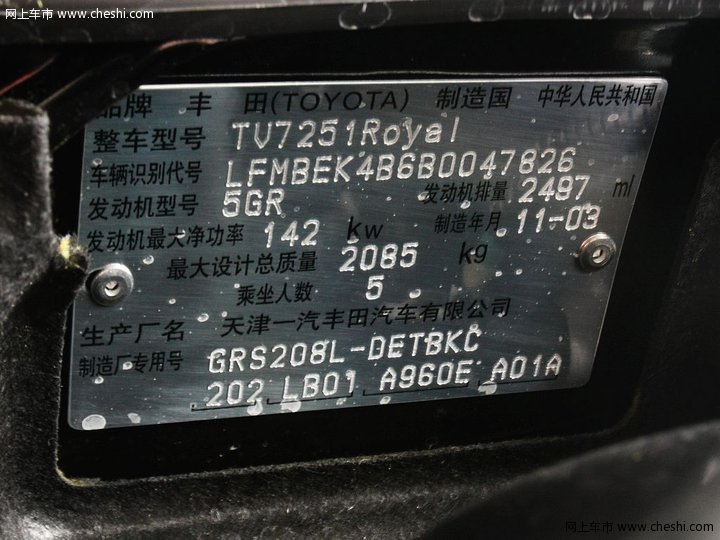 网上车市 www.cheshi.com
品牌 丰田(TOYOTA) 制造国 中华人民共和国
整车型号 TV7251Royal
车辆识别代号 LFMBEK4B6B0047826
发动机型号 5GR 发动机排量 2497 ml
发动机最大净功率 142 kw 制造年月 11-03
最大设计总质量 2085 kg
乘坐人数 5
生产厂名 天津一汽丰田汽车有限公司
制造厂专用号 GRS208L-DETBKC
202 LB01 A960E A01A
网上车市 www.cheshi.com